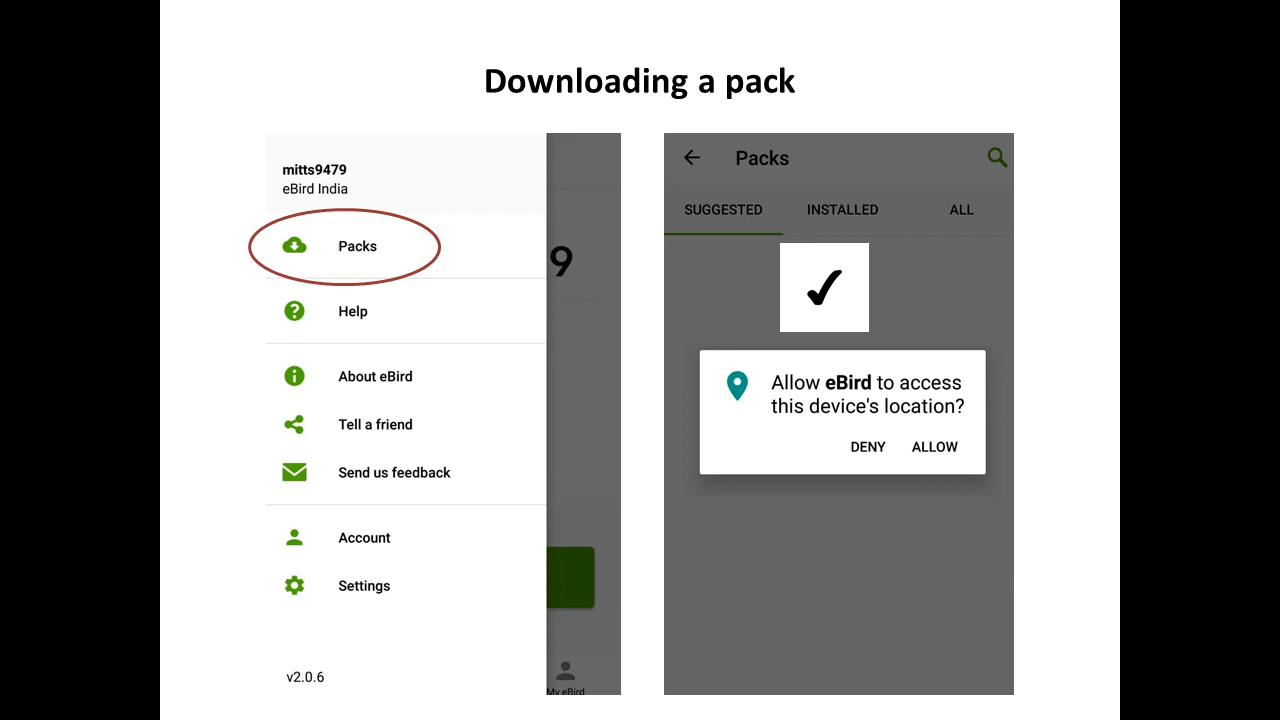 Downloading a pack
mitts9479
eBird India
Packs
Help
About eBird
Tell a friend
Send us feedback
Account
Settings
v2.0.6
9
My eBird
Packs
SUGGESTED INSTALLED ALL
Allow eBird to access
this device's location?
DENY ALLOW